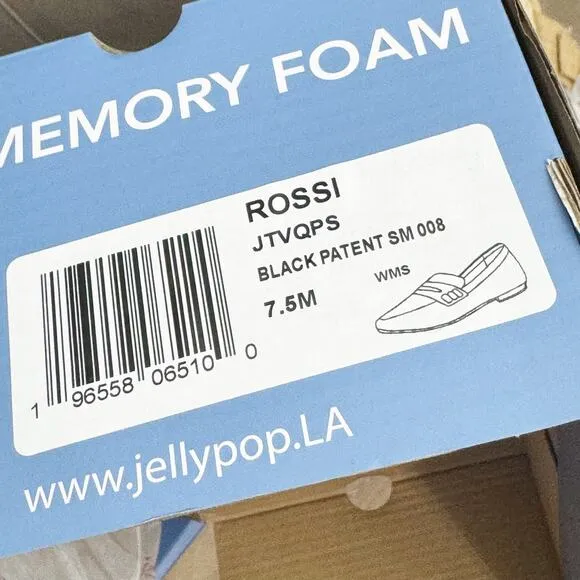 MEMORY FOAM
ROSSI
JTVQPS
BLACK PATENT SM 008
WMS
7.5M
1 96558 06510 0
www.jellypop.LA